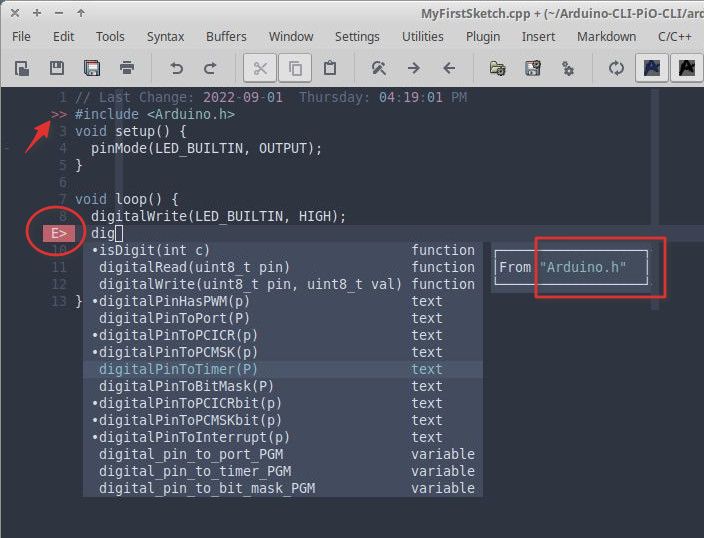 MyFirstSketch.cpp + (~/Arduino-CLI-PiO-CLI/ard
File Edit Tools Syntax Buffers Window Settings Utilities Plugin Insert Markdown C/C++
1 // Last Change: 2022-09-01 Thursday: 04:19:01 PM
>> #include <Arduino.h>
3 void setup() {
- 4 pinMode(LED_BUILTIN, OUTPUT);
5 }
6
7 void loop() {
8 digitalWrite(LED_BUILTIN, HIGH);
E> dig
10 •isDigit(int c) function
11 digitalRead(uint8_t pin) function From "Arduino.h"
12 digitalWrite(uint8_t pin, uint8_t val) function
13 } •digitalPinHasPWM(p) text
digitalPinToPort(P) text
•digitalPinToPCICR(p) text
•digitalPinToPCMSK(p) text
digitalPinToTimer(P) text
digitalPinToBitMask(P) text
•digitalPinToPCICRbit(p) text
•digitalPinToPCMSKbit(p) text
•digitalPinToInterrupt(p) text
digital_pin_to_port_PGM variable
digital_pin_to_timer_PGM variable
digital_pin_to_bit_mask_PGM variable